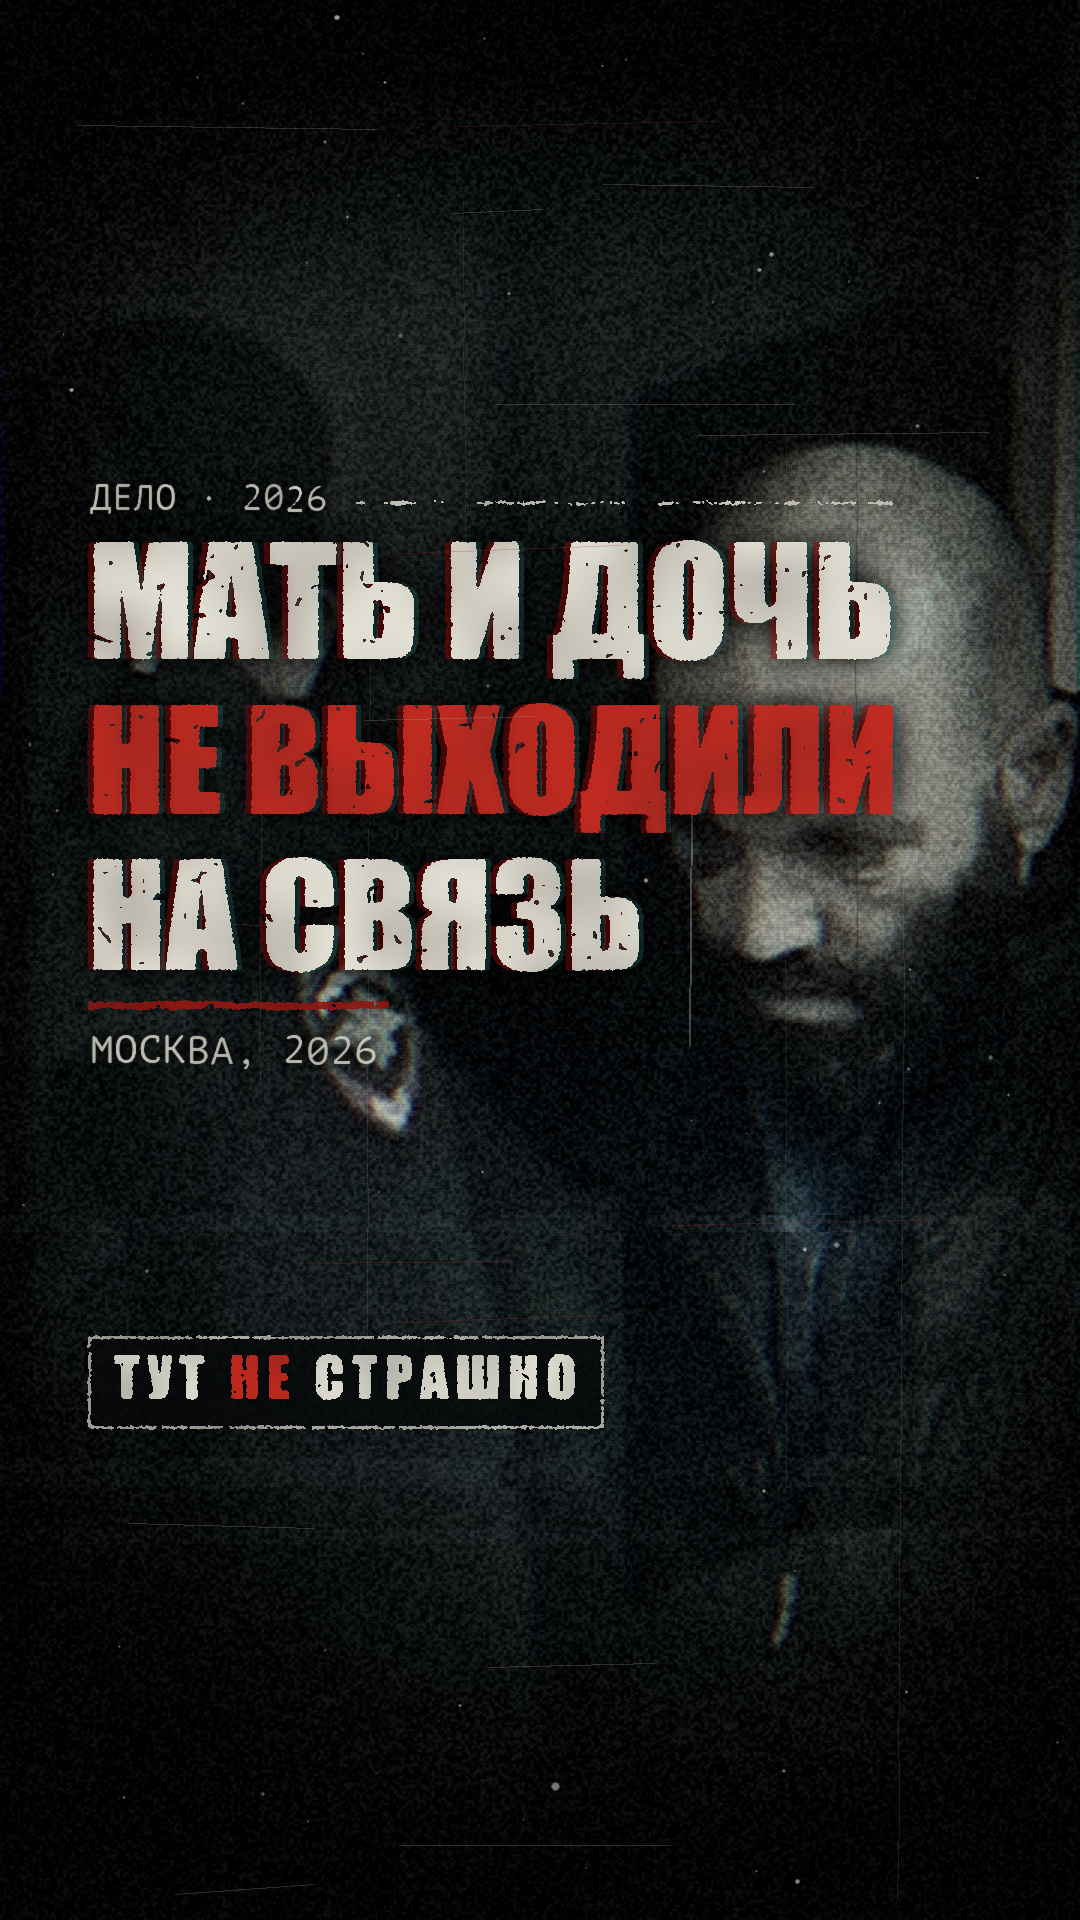 ДЕЛО · 2026
МАТЬ И ДОЧЬ
НЕ ВЫХОДИЛИ
НА СВЯЗЬ
МОСКВА, 2026
ТУТ НЕ СТРАШНО